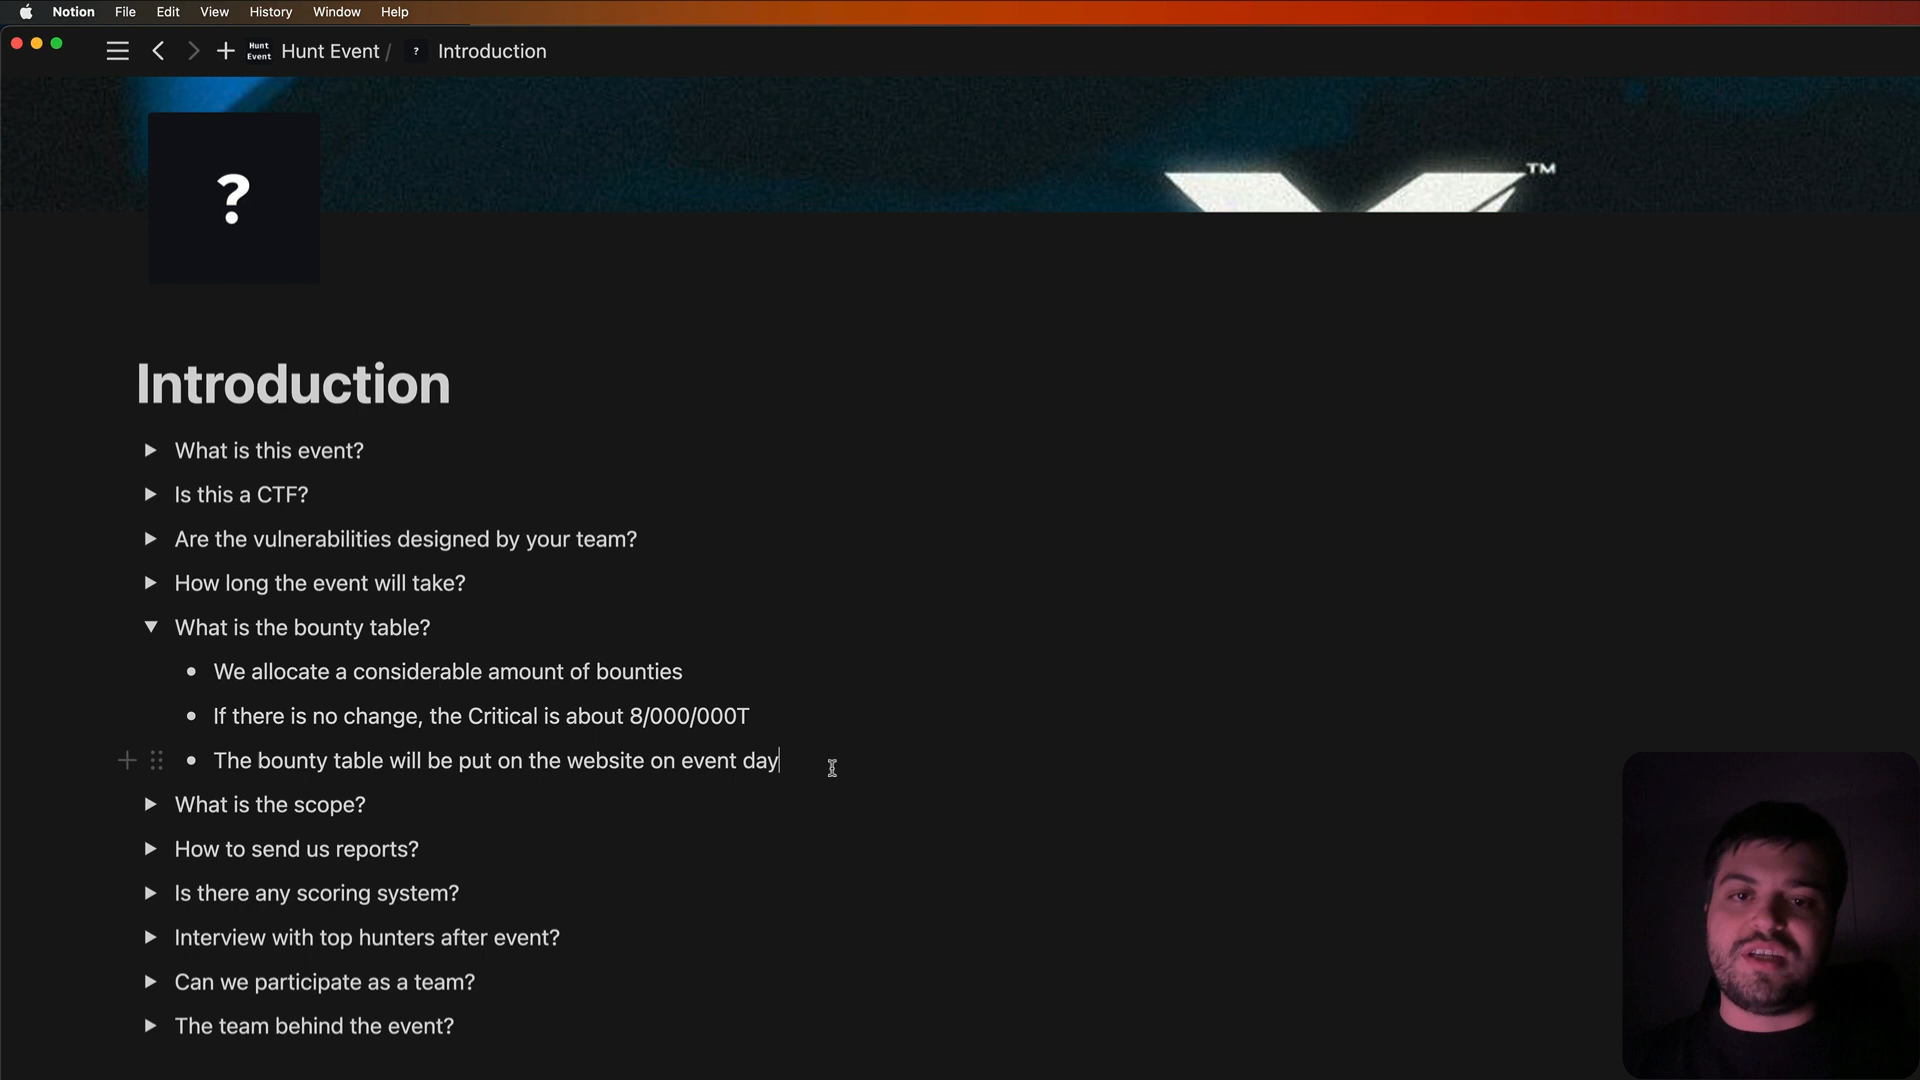 Notion File Edit View History Window Help
Hunt Event Hunt Event / ? Introduction
TM
?
Introduction
What is this event?
Is this a CTF?
Are the vulnerabilities designed by your team?
How long the event will take?
What is the bounty table?
We allocate a considerable amount of bounties
If there is no change, the Critical is about 8/000/000T
The bounty table will be put on the website on event day
What is the scope?
How to send us reports?
Is there any scoring system?
Interview with top hunters after event?
Can we participate as a team?
The team behind the event?